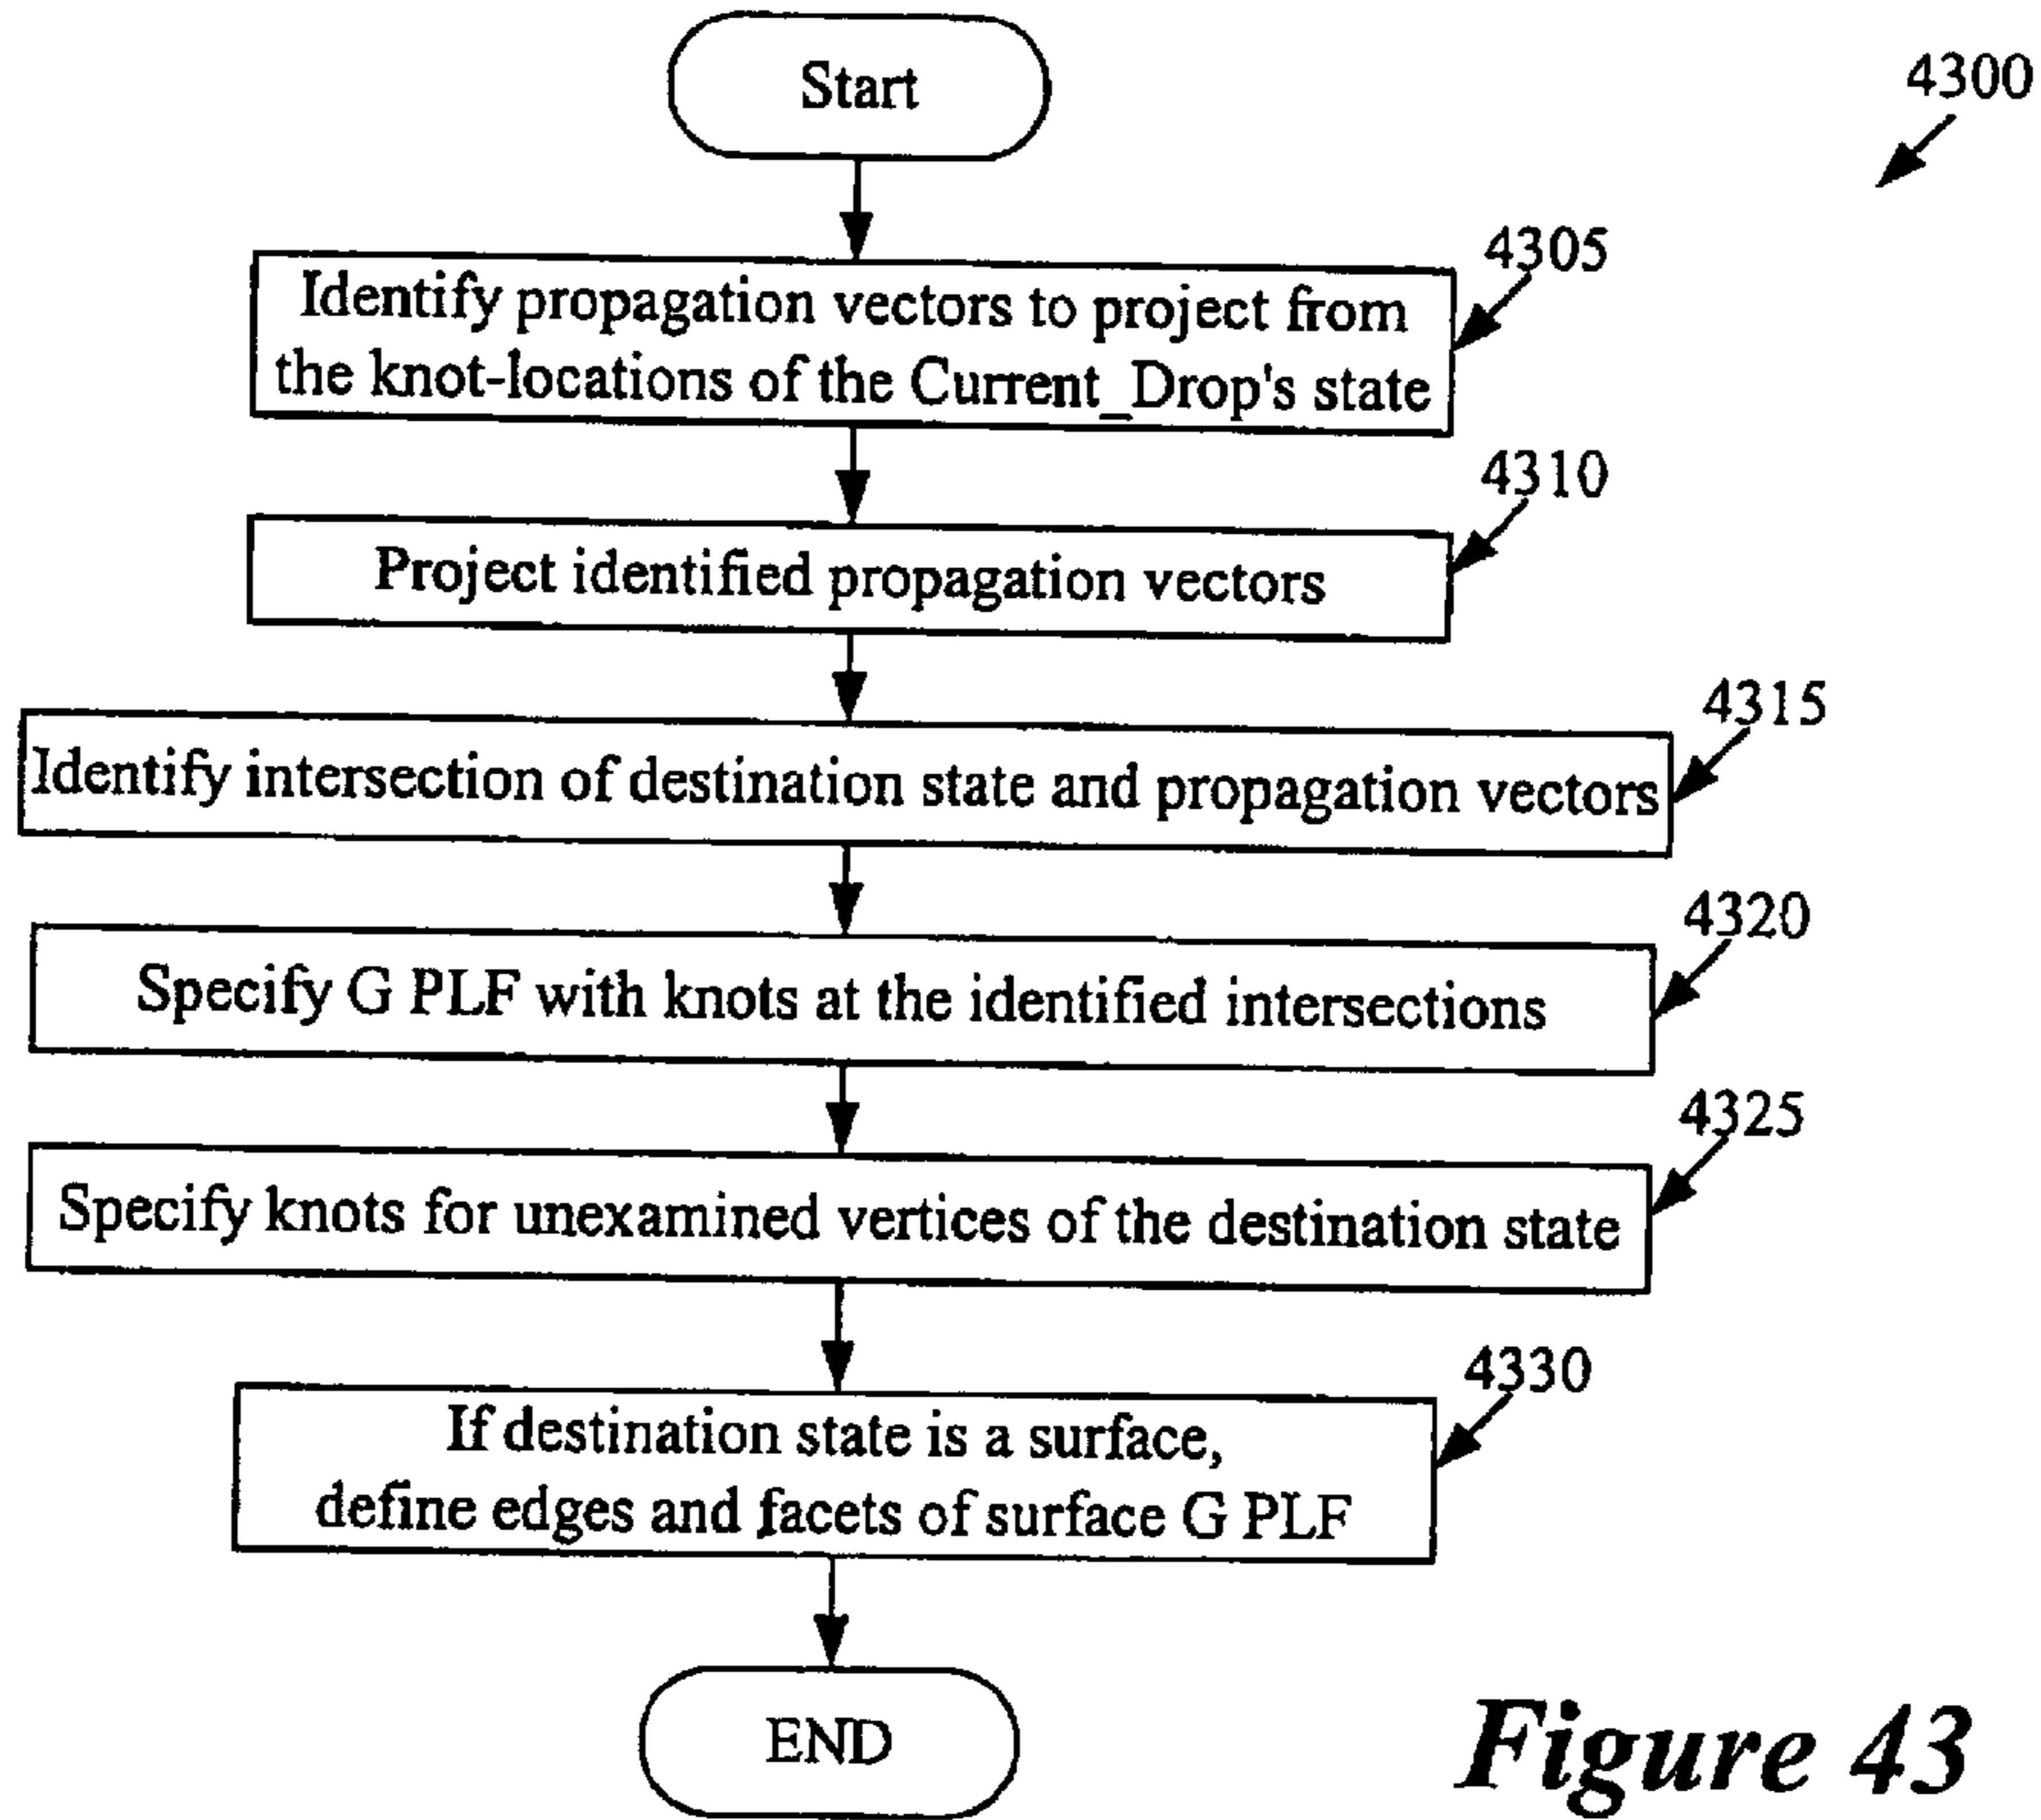 Start
4300
4305
Identify propagation vectors to project from
the knot-locations of the Current_Drop's state
4310
Project identified propagation vectors
4315
Identify intersection of destination state and propagation vectors
4320
Specify G PLF with knots at the identified intersections
4325
Specify knots for unexamined vertices of the destination state
4330
If destination state is a surface,
define edges and facets of surface G PLF
END
Figure 43